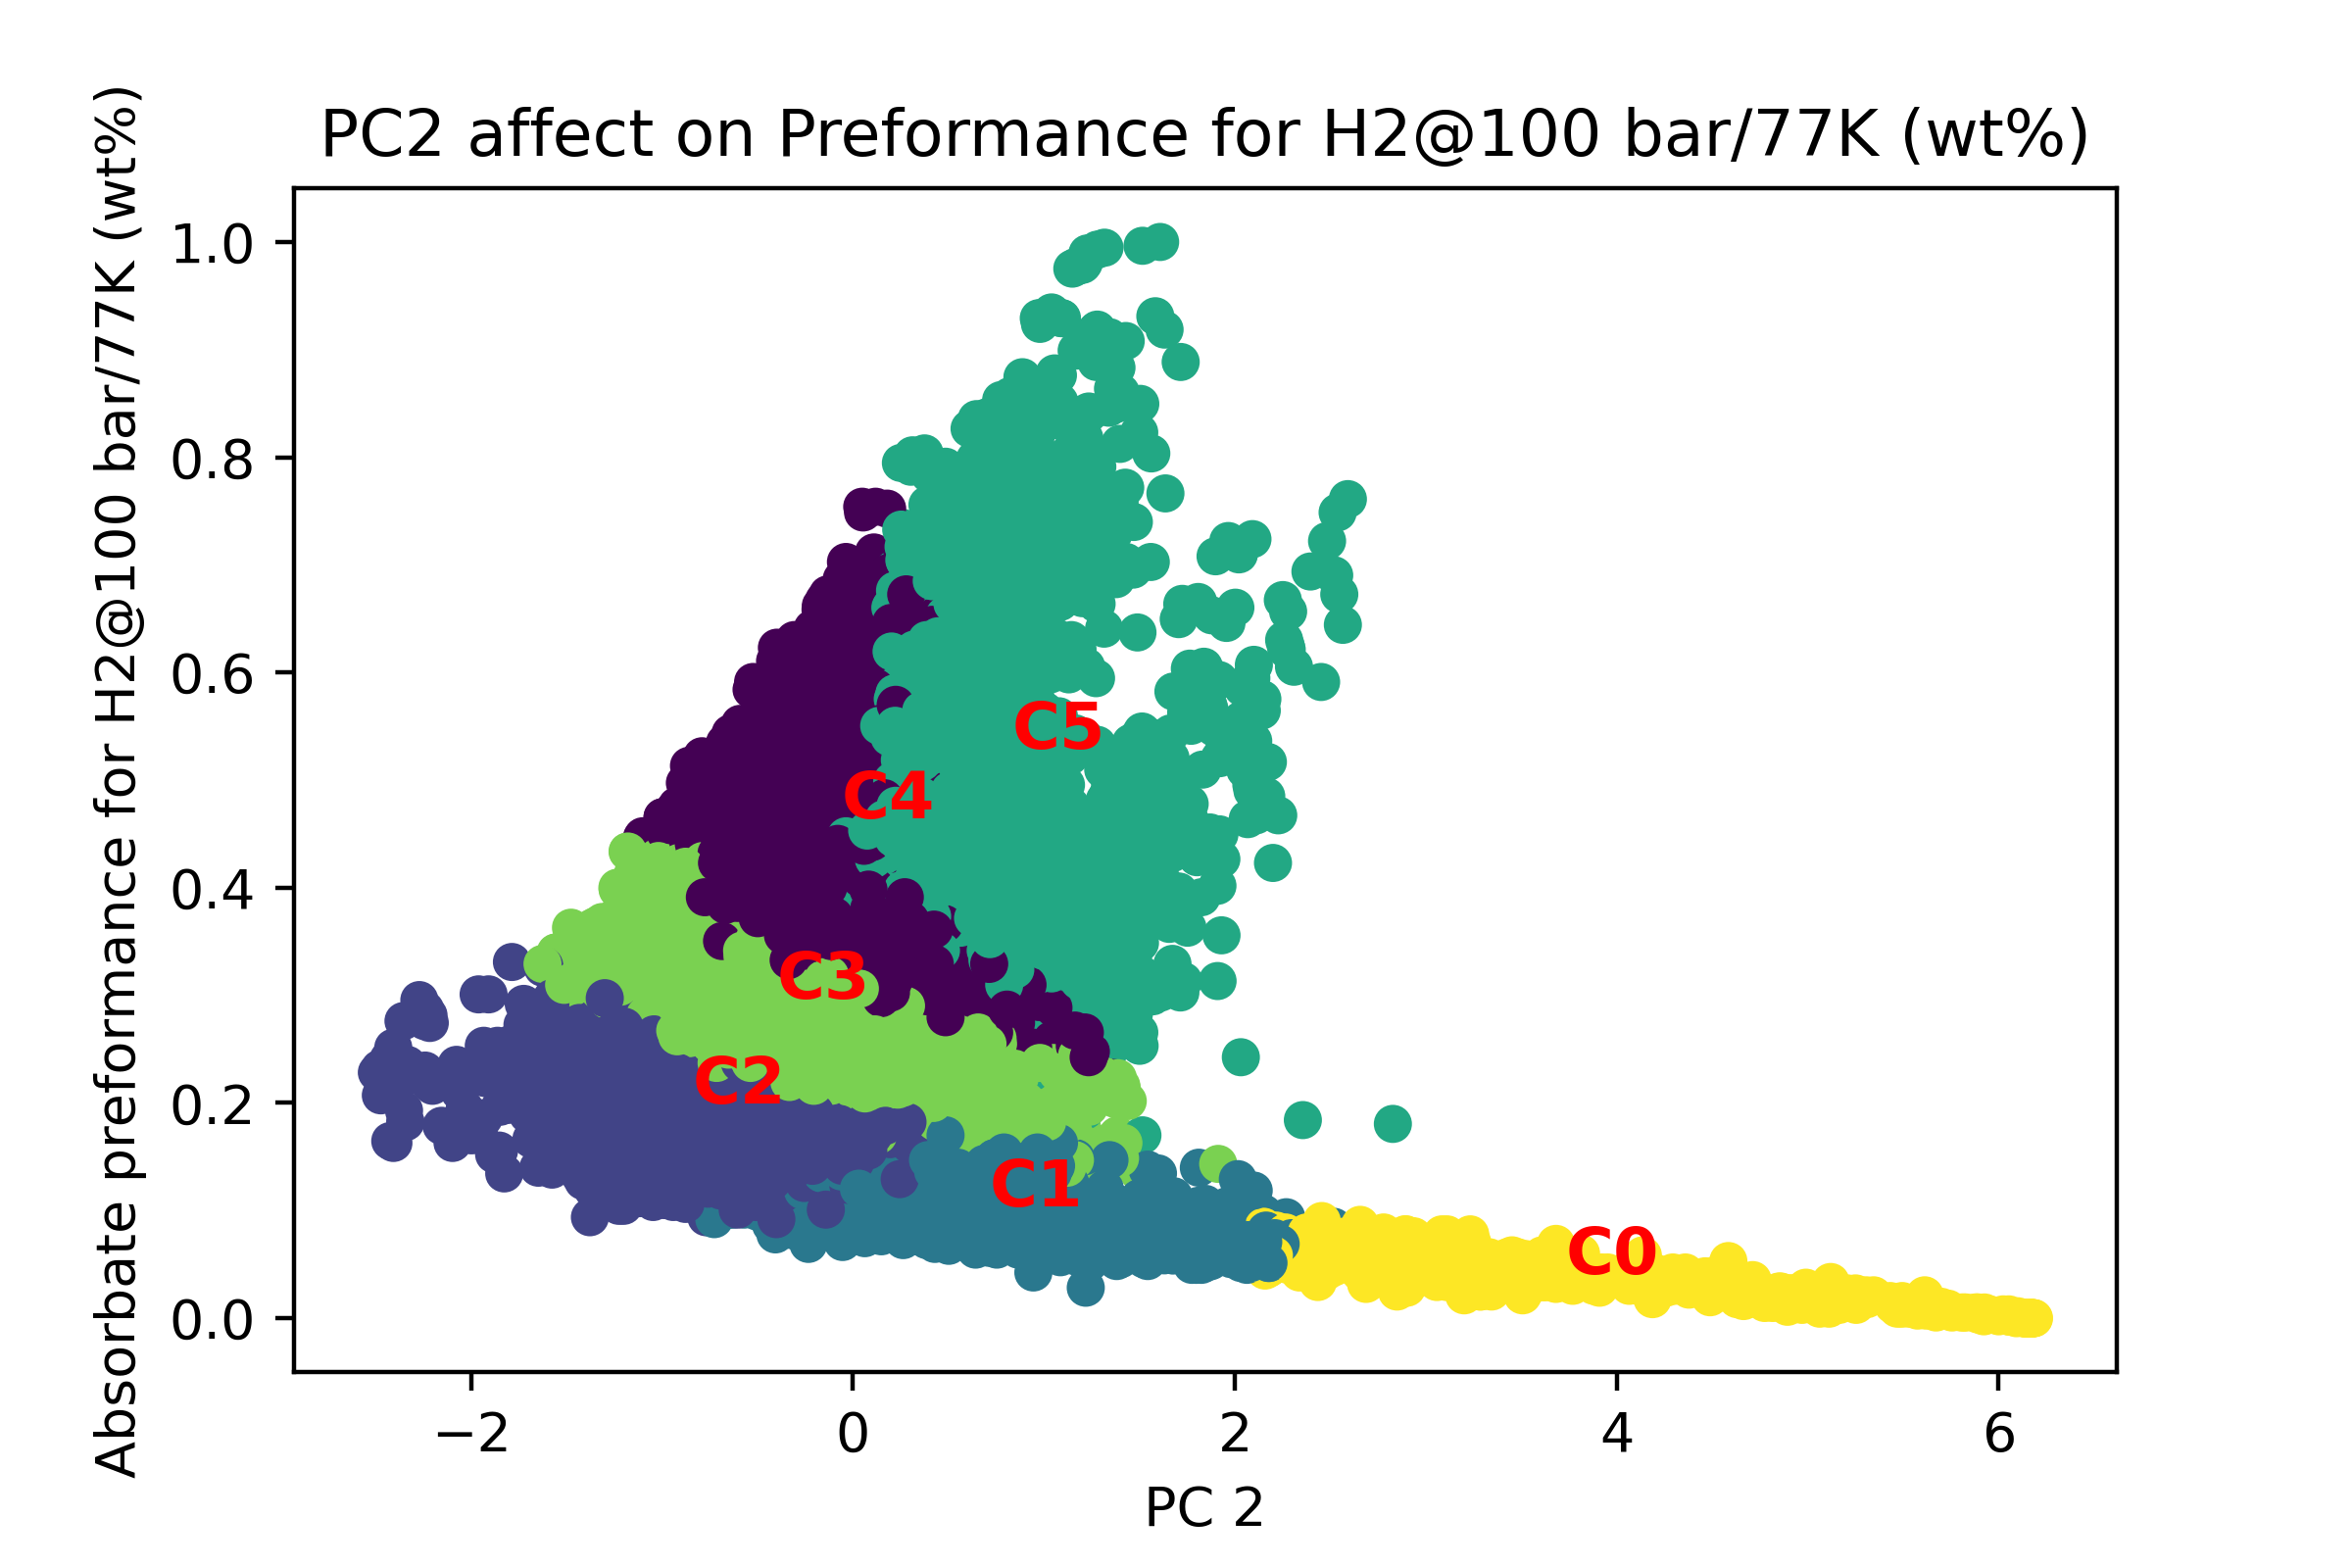 PC2 affect on Preformance for H2@100 bar/77K (wt%)
Absorbate preformance for H2@100 bar/77K (wt%)
1.0
0.8
0.6
0.4
0.2
0.0
C5
C4
C3
C2
C1
C0
−2 0 2 4 6
PC 2